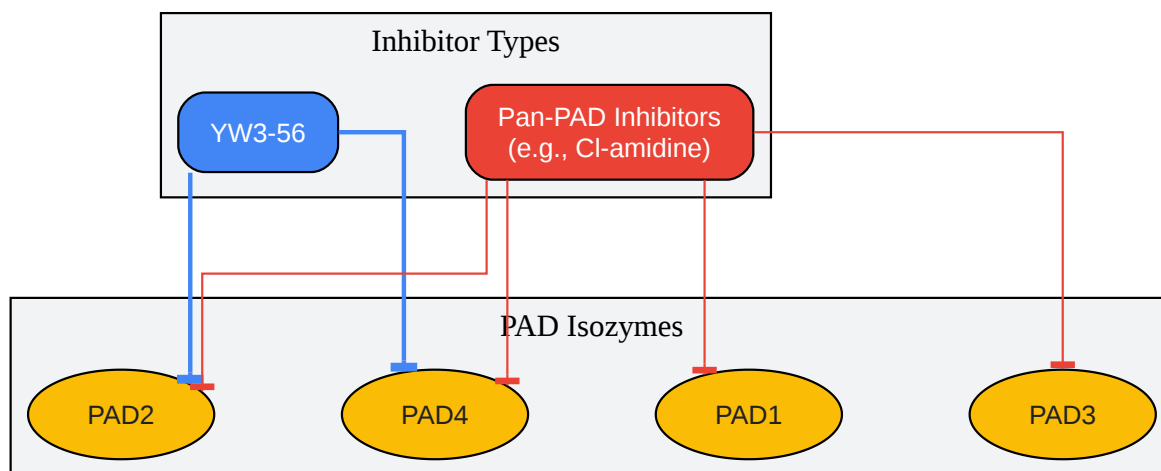 Inhibitor Types
YW3-56
Pan-PAD Inhibitors
(e.g., Cl-amidine)
PAD Isozymes
PAD2
PAD4
PAD1
PAD3